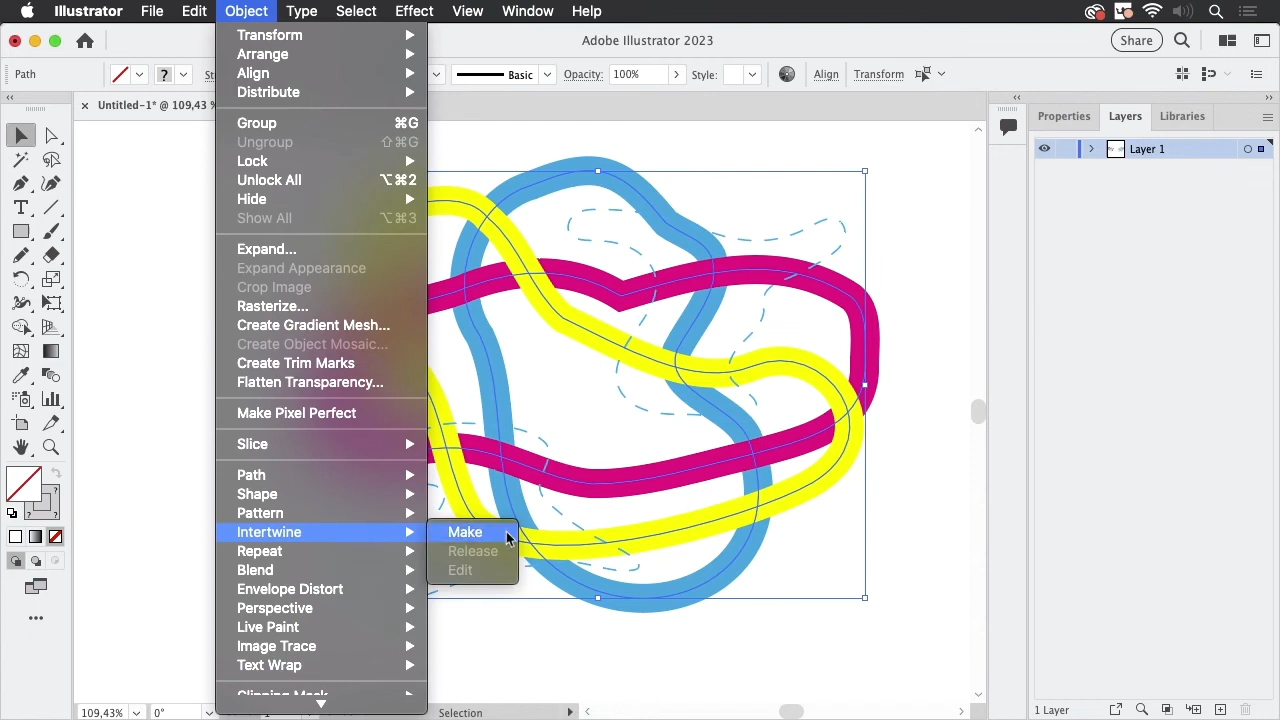 Illustrator File Edit Object Type Select Effect View Window Help
Adobe Illustrator 2023
Share
Path
?
St
Basic
Opacity:
100%
Style:
Align
Transform
Untitled-1* @ 109,43 %
Transform
Arrange
Align
Distribute
Group ⌘G
Ungroup ⇧⌘G
Lock
Unlock All ⌥⌘2
Hide
Show All ⌥⌘3
Expand...
Expand Appearance
Crop Image
Rasterize...
Create Gradient Mesh...
Create Object Mosaic...
Create Trim Marks
Flatten Transparency...
Make Pixel Perfect
Slice
Path
Shape
Pattern
Intertwine
Repeat
Blend
Envelope Distort
Perspective
Live Paint
Image Trace
Text Wrap
Clipping Mask
Make
Release
Edit
Properties Layers Libraries
Layer 1
109,43%
0°
Selection
1 Layer